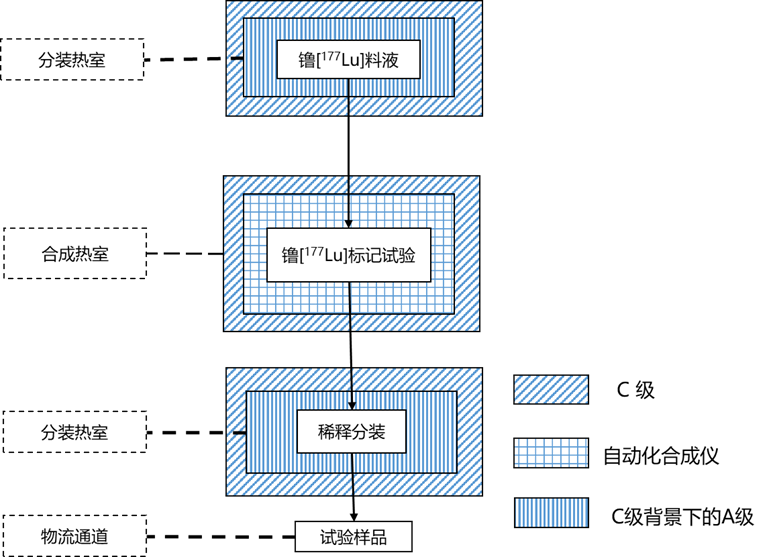 分装热室
镥[¹⁷⁷Lu]料液
合成热室
镥[¹⁷⁷Lu]标记试验
C 级
分装热室
稀释分装
自动化合成仪
C级背景下的A级
物流通道
试验样品